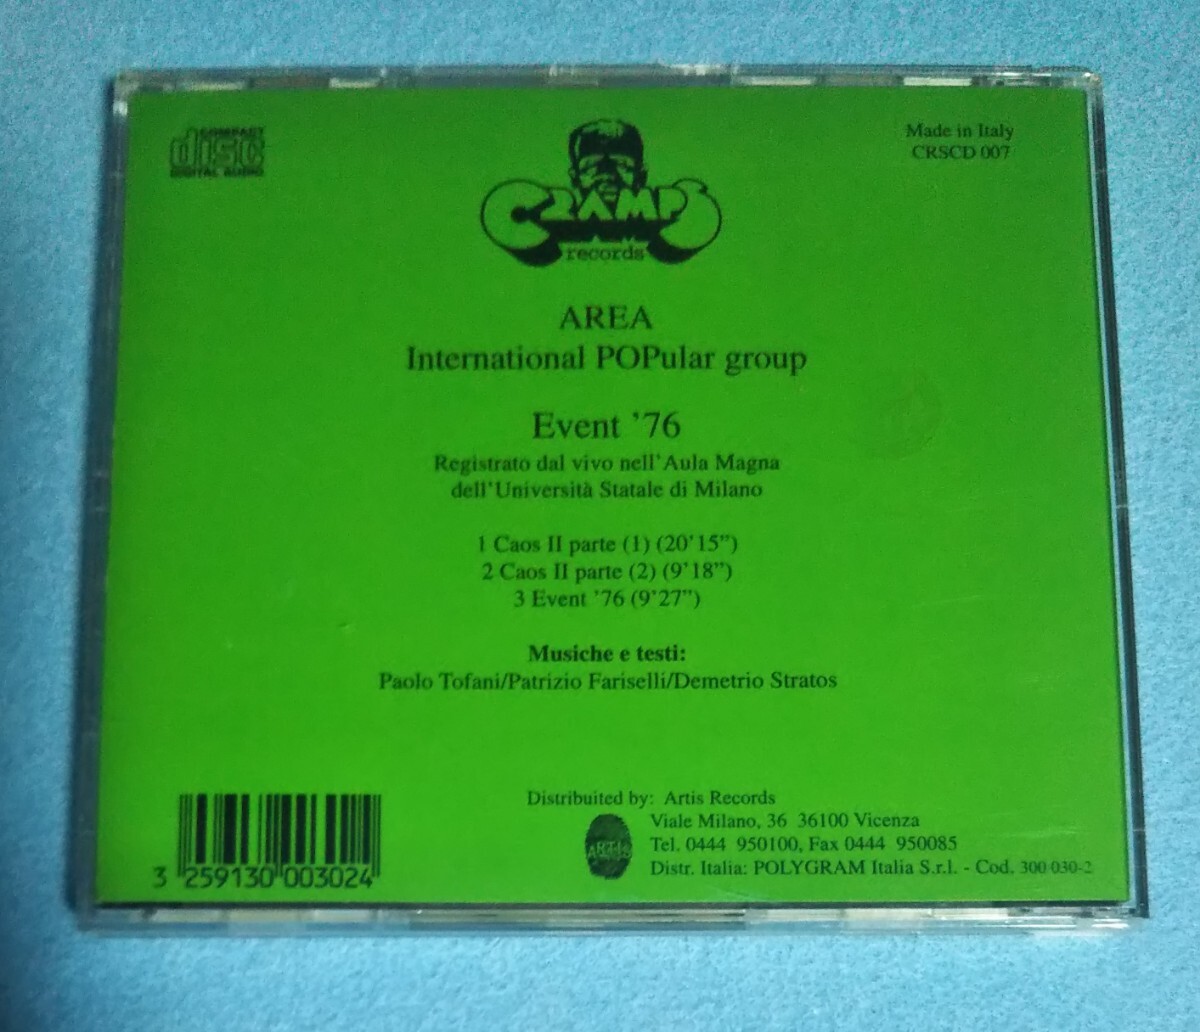 COMPACT
disc
DIGITAL AUDIO
CRAMPS
records
Made in Italy
CRSCD 007
AREA
International POPular group
Event ’76
Registrato dal vivo nell’Aula Magna
dell’Università Statale di Milano
1 Caos II parte (1) (20’15”)
2 Caos II parte (2) (9’18”)
3 Event ’76 (9’27”)
Musiche e testi:
Paolo Tofani/Patrizio Fariselli/Demetrio Stratos
3 259130 003024
Distribuited by: Artis Records
Viale Milano, 36 36100 Vicenza
Tel. 0444 950100, Fax 0444 950085
Distr. Italia: POLYGRAM Italia S.r.l. - Cod. 300 030-2
ARTIS